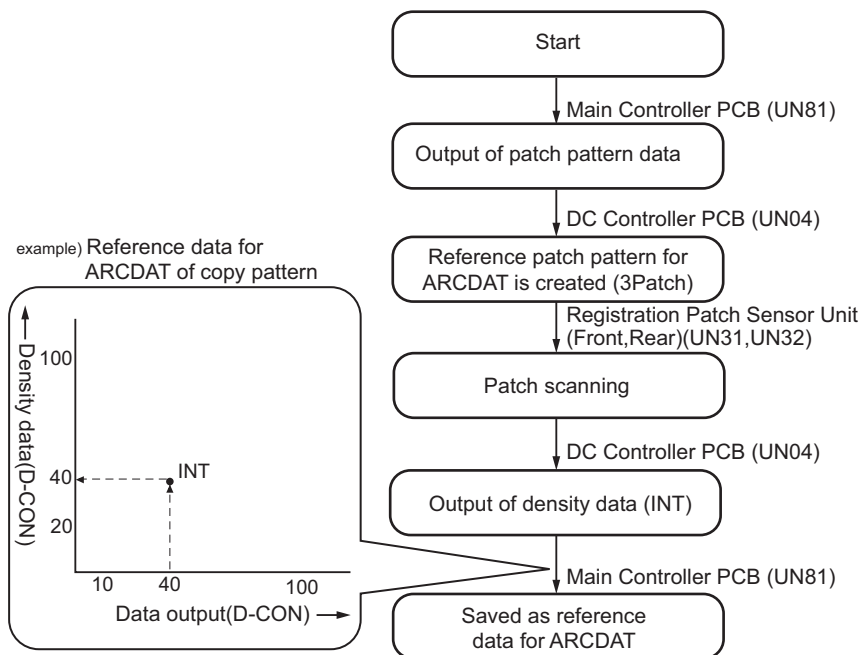 Start
Main Controller PCB (UN81)
Output of patch pattern data
DC Controller PCB (UN04)
Reference patch pattern for
ARCDAT is created (3Patch)
Registration Patch Sensor Unit
(Front,Rear)(UN31,UN32)
Patch scanning
DC Controller PCB (UN04)
Output of density data (INT)
Main Controller PCB (UN81)
Saved as reference
data for ARCDAT
example) Reference data for
ARCDAT of copy pattern
Density data(D-CON)
100
40
20
INT
10 40 100
Data output(D-CON)